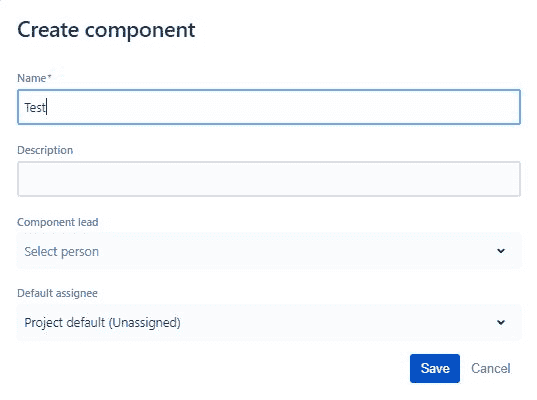 Create component
Name*
Test
Description
Component lead
Select person
Default assignee
Project default (Unassigned)
Save Cancel